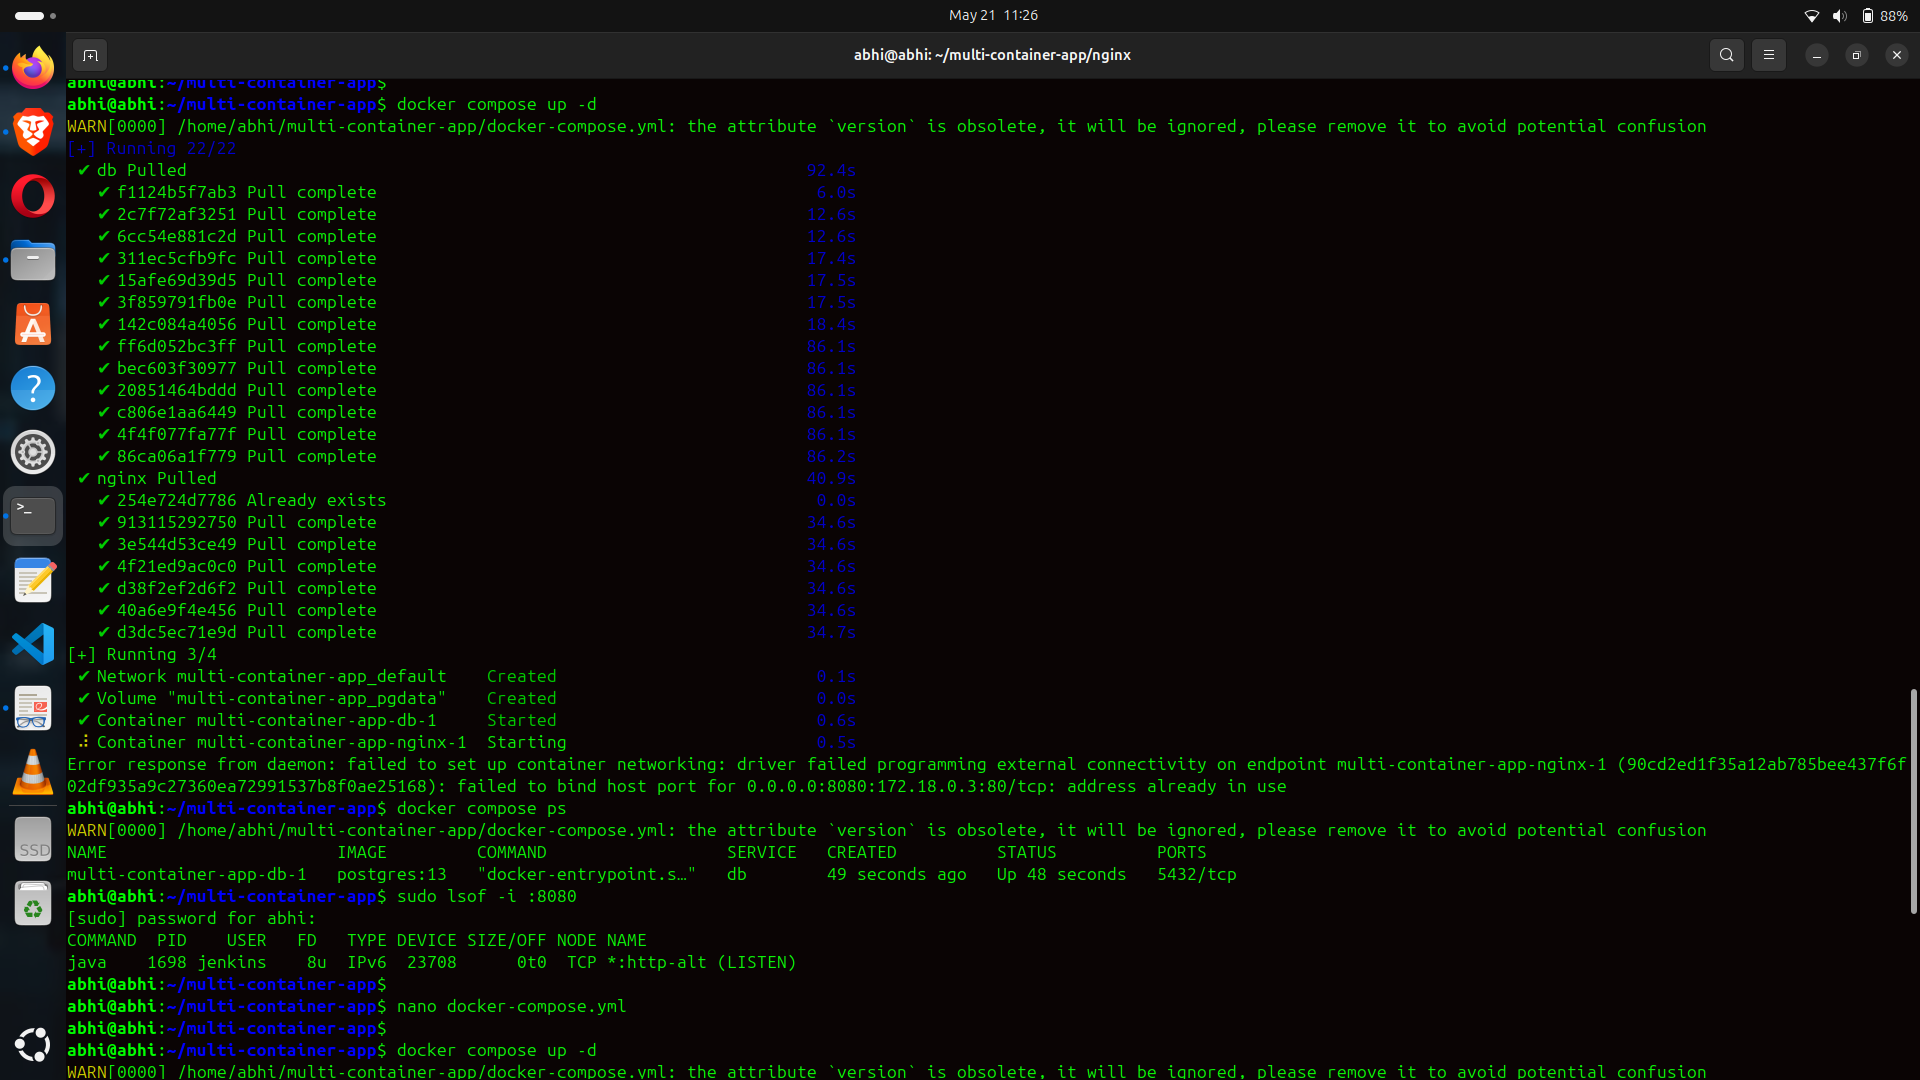 May 21 11:26
88%
abhi@abhi: ~/multi-container-app/nginx
abhi@abhi:~/multi-container-app$
abhi@abhi:~/multi-container-app$ docker compose up -d
WARN[0000] /home/abhi/multi-container-app/docker-compose.yml: the attribute `version` is obsolete, it will be ignored, please remove it to avoid potential confusion
[+] Running 22/22
✔ db Pulled 92.4s
✔ f1124b5f7ab3 Pull complete 6.0s
✔ 2c7f72af3251 Pull complete 12.6s
✔ 6cc54e881c2d Pull complete 12.6s
✔ 311ec5cfb9fc Pull complete 17.4s
✔ 15afe69d39d5 Pull complete 17.5s
✔ 3f859791fb0e Pull complete 17.5s
✔ 142c084a4056 Pull complete 18.4s
✔ ff6d052bc3ff Pull complete 86.1s
✔ bec603f30977 Pull complete 86.1s
✔ 20851464bddd Pull complete 86.1s
✔ c806e1aa6449 Pull complete 86.1s
✔ 4f4f077fa77f Pull complete 86.1s
✔ 86ca06a1f779 Pull complete 86.2s
✔ nginx Pulled 40.9s
✔ 254e724d7786 Already exists 0.0s
✔ 913115292750 Pull complete 34.6s
✔ 3e544d53ce49 Pull complete 34.6s
✔ 4f21ed9ac0c0 Pull complete 34.6s
✔ d38f2ef2d6f2 Pull complete 34.6s
✔ 40a6e9f4e456 Pull complete 34.6s
✔ d3dc5ec71e9d Pull complete 34.7s
[+] Running 3/4
✔ Network multi-container-app_default Created 0.1s
✔ Volume "multi-container-app_pgdata" Created 0.0s
✔ Container multi-container-app-db-1 Started 0.6s
⠼ Container multi-container-app-nginx-1 Starting 0.5s
Error response from daemon: failed to set up container networking: driver failed programming external connectivity on endpoint multi-container-app-nginx-1 (90cd2ed1f35a12ab785bee437f6f
02df935a9c27360ea72991537b8f0ae25168): failed to bind host port for 0.0.0.0:8080:172.18.0.3:80/tcp: address already in use
abhi@abhi:~/multi-container-app$ docker compose ps
WARN[0000] /home/abhi/multi-container-app/docker-compose.yml: the attribute `version` is obsolete, it will be ignored, please remove it to avoid potential confusion
NAME IMAGE COMMAND SERVICE CREATED STATUS PORTS
multi-container-app-db-1 postgres:13 "docker-entrypoint.s…" db 49 seconds ago Up 48 seconds 5432/tcp
abhi@abhi:~/multi-container-app$ sudo lsof -i :8080
[sudo] password for abhi:
COMMAND PID USER FD TYPE DEVICE SIZE/OFF NODE NAME
java 1698 jenkins 8u IPv6 23708 0t0 TCP *:http-alt (LISTEN)
abhi@abhi:~/multi-container-app$
abhi@abhi:~/multi-container-app$ nano docker-compose.yml
abhi@abhi:~/multi-container-app$
abhi@abhi:~/multi-container-app$ docker compose up -d
WARN[0000] /home/abhi/multi-container-app/docker-compose.yml: the attribute `version` is obsolete, it will be ignored, please remove it to avoid potential confusion
SSD